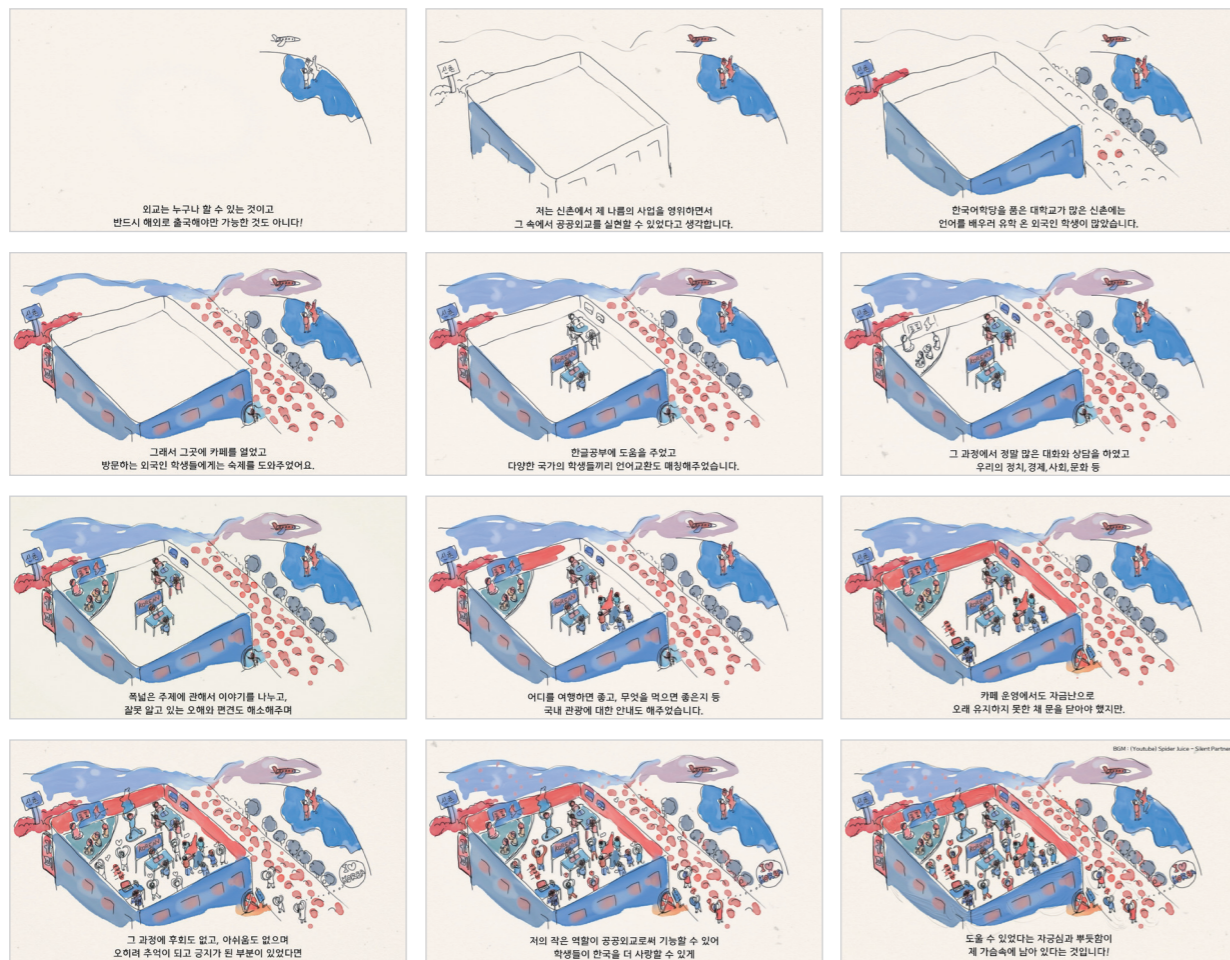 외교는 누구나 할 수 있는 것이고
반드시 해외로 출국해야만 가능한 것도 아니다!
신촌
저는 신촌에서 제 나름의 사업을 영위하면서
그 속에서 공공외교를 실현할 수 있었다고 생각합니다.
한국어학당을 품은 대학교가 많은 신촌에는
언어를 배우러 유학 온 외국인 학생이 많았습니다.
그래서 그곳에 카페를 열었고
방문하는 외국인 학생들에게는 숙제를 도와주었어요.
한글공부에 도움을 주었고
다양한 국가의 학생들끼리 언어교환도 매칭해주었습니다.
그 과정에서 정말 많은 대화와 상담을 하였고
우리의 정치,경제,사회,문화 등
폭넓은 주제에 관해서 이야기를 나누고,
잘못 알고 있는 오해와 편견도 해소해주며
어디를 여행하면 좋고, 무엇을 먹으면 좋은지 등
국내 관광에 대한 안내도 해주었습니다.
카페 운영에서도 자금난으로
오래 유지하지 못한 채 문을 닫아야 했지만,
I ♥
KOREA
그 과정에 후회도 없고, 아쉬움도 없으며
오히려 추억이 되고 긍지가 된 부분이 있었다면
I ♥
KOREA
저의 작은 역할이 공공외교로써 기능할 수 있어
학생들이 한국을 더 사랑할 수 있게
BGM : (Youtube) Spider Juice - Silent Partner
I ♥
KOREA
도울 수 있었다는 자긍심과 뿌듯함이
제 가슴속에 남아 있다는 것입니다!